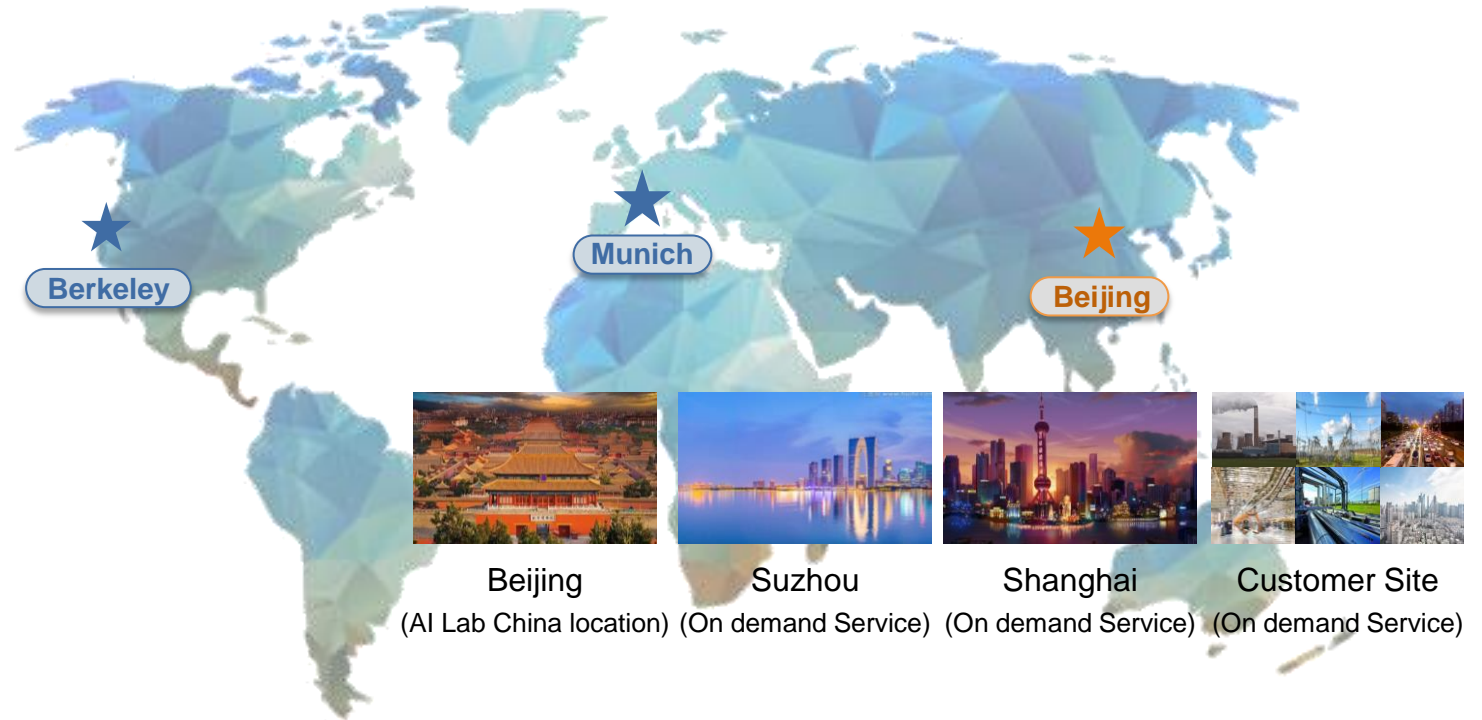 Berkeley
Munich
Beijing
Beijing
(AI Lab China location)
Suzhou
(On demand Service)
Shanghai
(On demand Service)
Customer Site
(On demand Service)